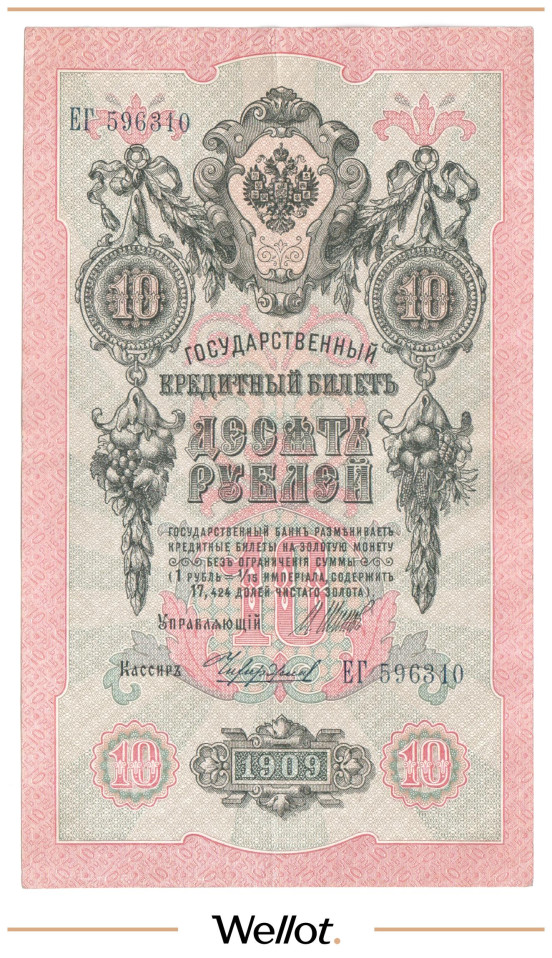 ЕГ 596310
10 10
ГОСУДАРСТВЕННЫЙ
КРЕДИТНЫЙ БИЛЕТЪ
ДЕСЯТЬ
РУБЛЕЙ
ГОСУДАРСТВЕННЫЙ БАНКЪ РАЗМѢНИВАЕТЪ
КРЕДИТНЫЕ БИЛЕТЫ НА ЗОЛОТУЮ МОНЕТУ
БЕЗЪ ОГРАНИЧЕНІЯ СУММЫ
(1 РУБЛЬ = 1/15 ИМПЕРІАЛА, СОДЕРЖИТЪ
17,424 ДОЛЕЙ ЧИСТАГО ЗОЛОТА).
10
УПРАВЛЯЮЩІЙ
КАССИРЪ
ЕГ 596310
10 1909 10
Wellot.